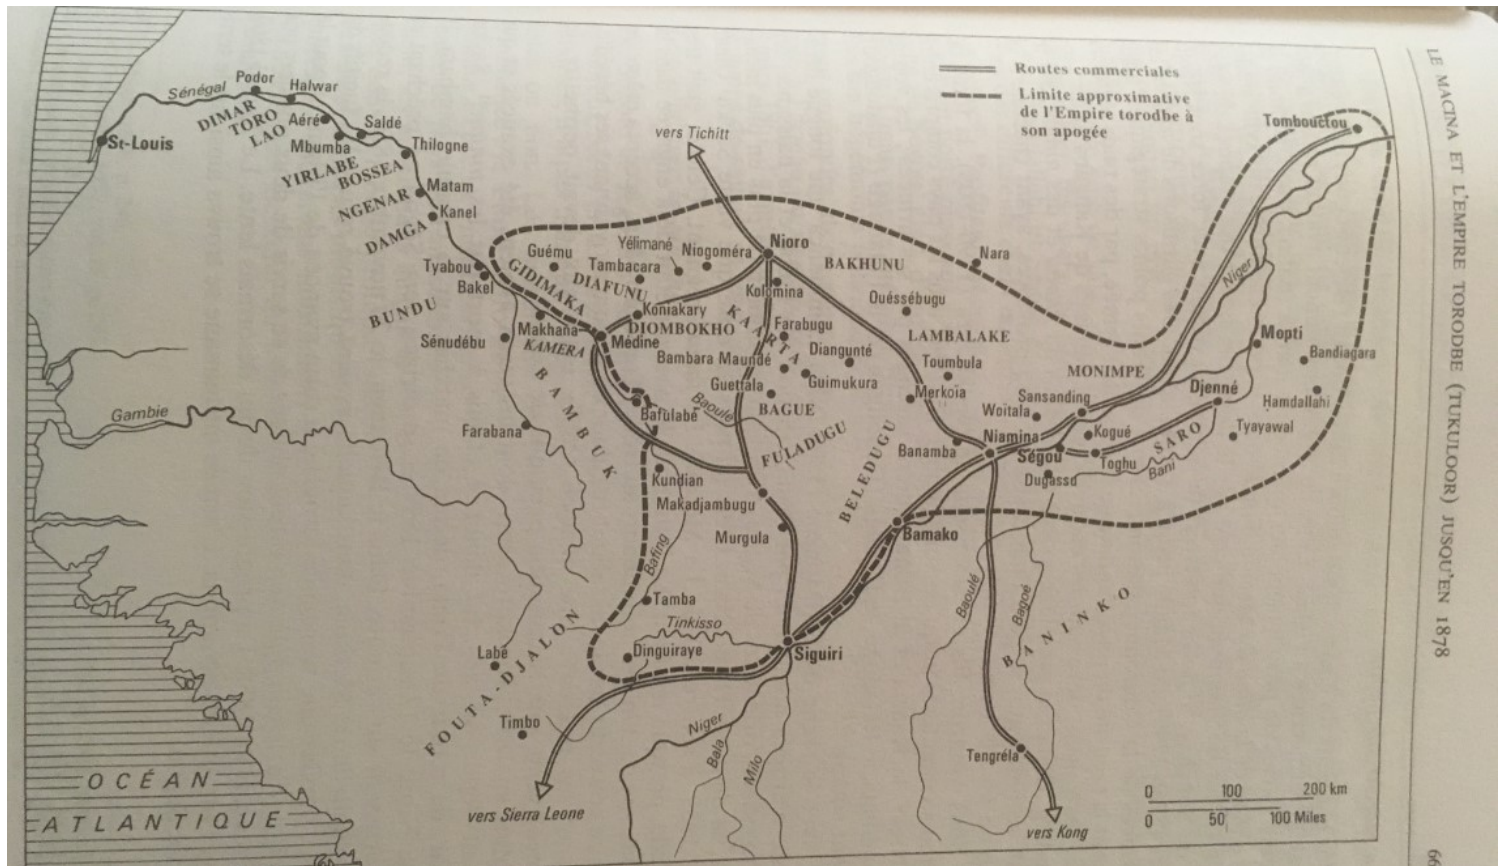 Routes commerciales
Limite approximative
de l'Empire torodbe à
son apogée
LE MACINA ET L'EMPIRE TORODBE (TUKULOOR) JUSQU'EN 1878
Podor
Halwar
Sénégal
DIMAR
TORO
LAO
Aéré
Saldé
Mbumba
St-Louis
Thilogne
YIRLABE
BOSSEA
Matam
NGENAR
Kanel
DAMGA
Tyabou
Bakel
BUNDU
Sénudébu
vers Tichitt
Tombouctou
Guému
Yélimané
Niogoméra
Nioro
Tambacara
GIDIMAKA
DIAFUNU
BAKHUNU
Nara
Niger
Kolomina
Koniakary
Ouéssébugu
Makhana
KAMERA
Médine
DIOMBOKHO
KAARTA
Farabugu
LAMBALAKE
Mopti
Bambara Maundé
Diangunté
Toumbula
MONIMPE
Bandiagara
Guettala
Guimukura
Merkoïa
Sansanding
Djenné
Hamdallahi
BAMBUK
Bafulabé
Baoulé
BAGUE
Woïtala
Gambie
Farabana
FULADUGU
BELEDUGU
Niamina
Kogué
SARO
Tyayawal
Banamba
Ségou
Toghu
Bani
Kundian
Dugassu
Makadjambugu
Murgula
Bamako
Bafing
Baoulé
Bagoé
BANINKO
Tamba
Tinkisso
Labé
FOUTA-DJALON
Dinguiraye
Siguiri
Timbo
Niger
Bala
Milo
Tengréla
OCÉAN
ATLANTIQUE
vers Sierra Leone
vers Kong
0 100 200 km
0 50 100 Miles